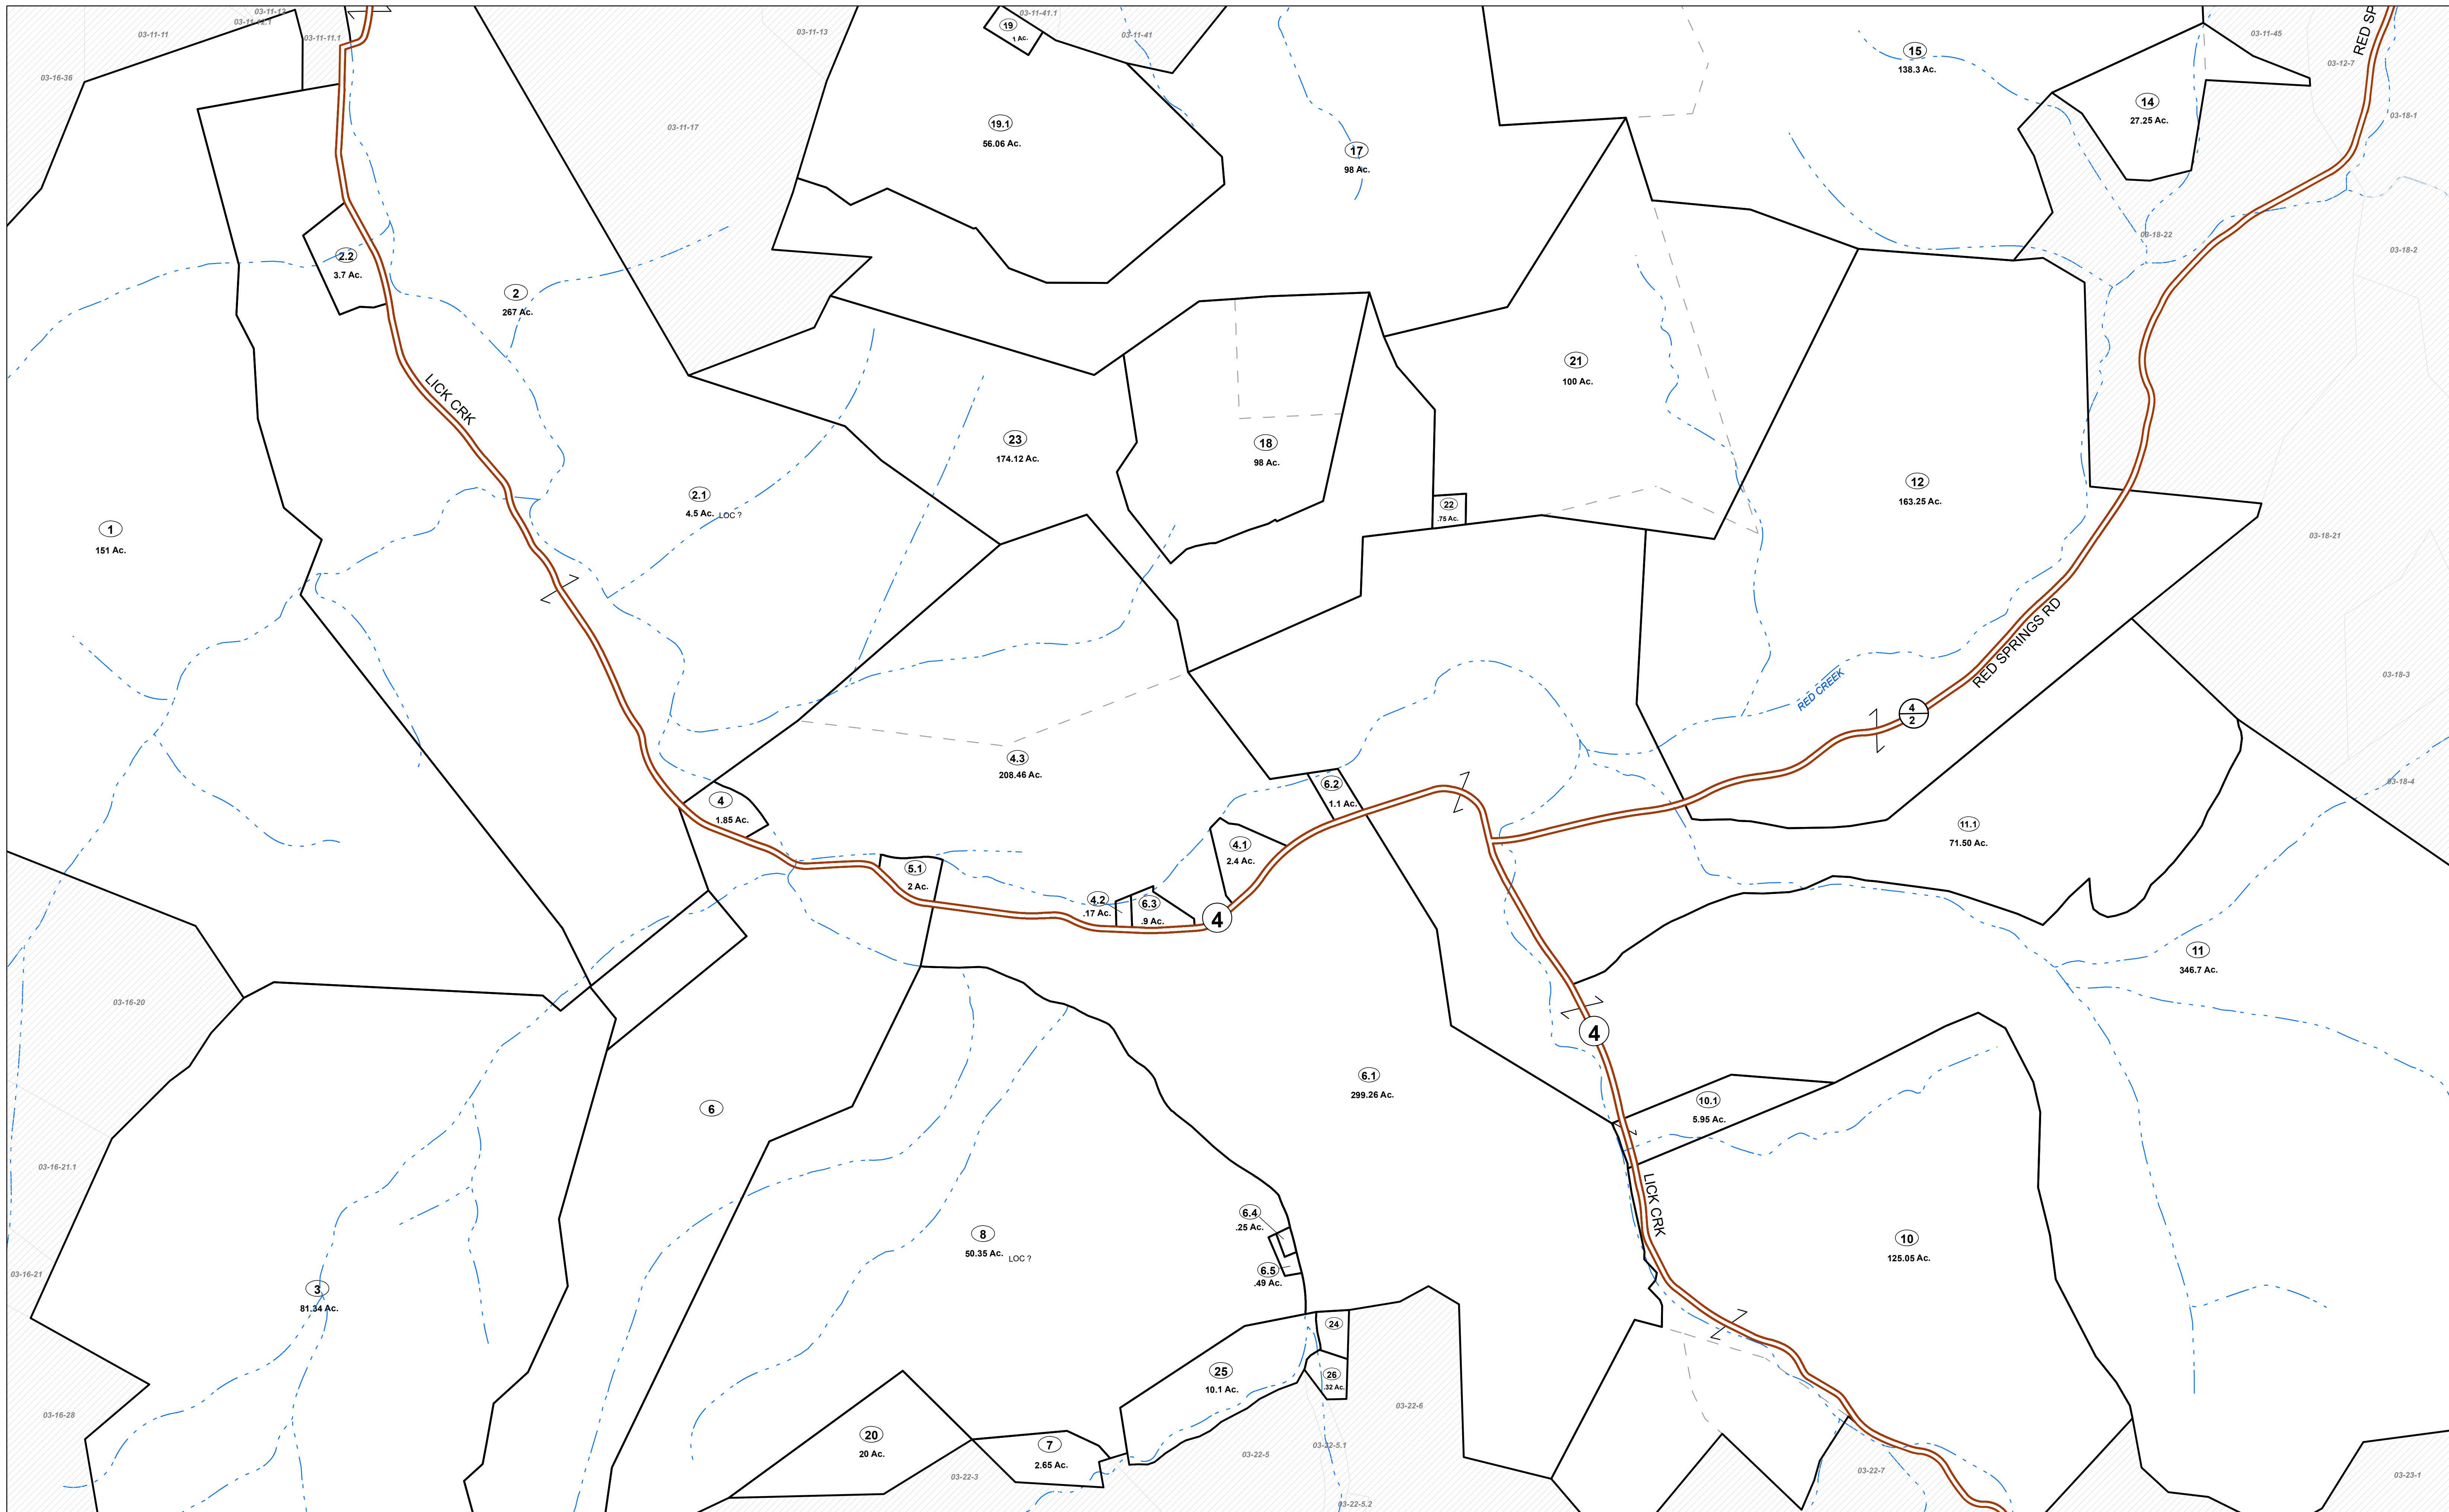 03-11-12
03-11-12.1
03-11-11
03-11-11.1
03-16-36
03-11-13
03-11-17
19
1 Ac.
03-11-41.1
03-11-41
19.1
56.06 Ac.
17
98 Ac.
15
138.3 Ac.
14
27.25 Ac.
03-11-45
RED SP
03-12-7
03-18-1
03-18-22
03-18-2
2.2
3.7 Ac.
2
267 Ac.
LICK CRK
21
100 Ac.
23
174.12 Ac.
18
98 Ac.
22
.75 Ac.
12
163.25 Ac.
2.1
4.5 Ac. LOC ?
1
151 Ac.
03-18-21
RED SPRINGS RD
RED CREEK
03-18-3
4
2
4.3
208.46 Ac.
03-18-4
4
1.85 Ac.
6.2
1.1 Ac.
11.1
71.50 Ac.
4.1
2.4 Ac.
5.1
2 Ac.
4.2
.17 Ac.
6.3
.9 Ac.
4
11
346.7 Ac.
03-16-20
4
6.1
299.26 Ac.
6
10.1
5.95 Ac.
03-16-21.1
LICK CRK
6.4
.25 Ac.
8
50.35 Ac. LOC ?
10
125.05 Ac.
6.5
.49 Ac.
03-16-21
3
81.34 Ac.
24
25
10.1 Ac.
26
.32 Ac.
03-22-6
03-16-28
20
20 Ac.
7
2.65 Ac.
03-22-5.1
03-22-5
03-22-3
03-22-7
03-23-1
03-22-5.2